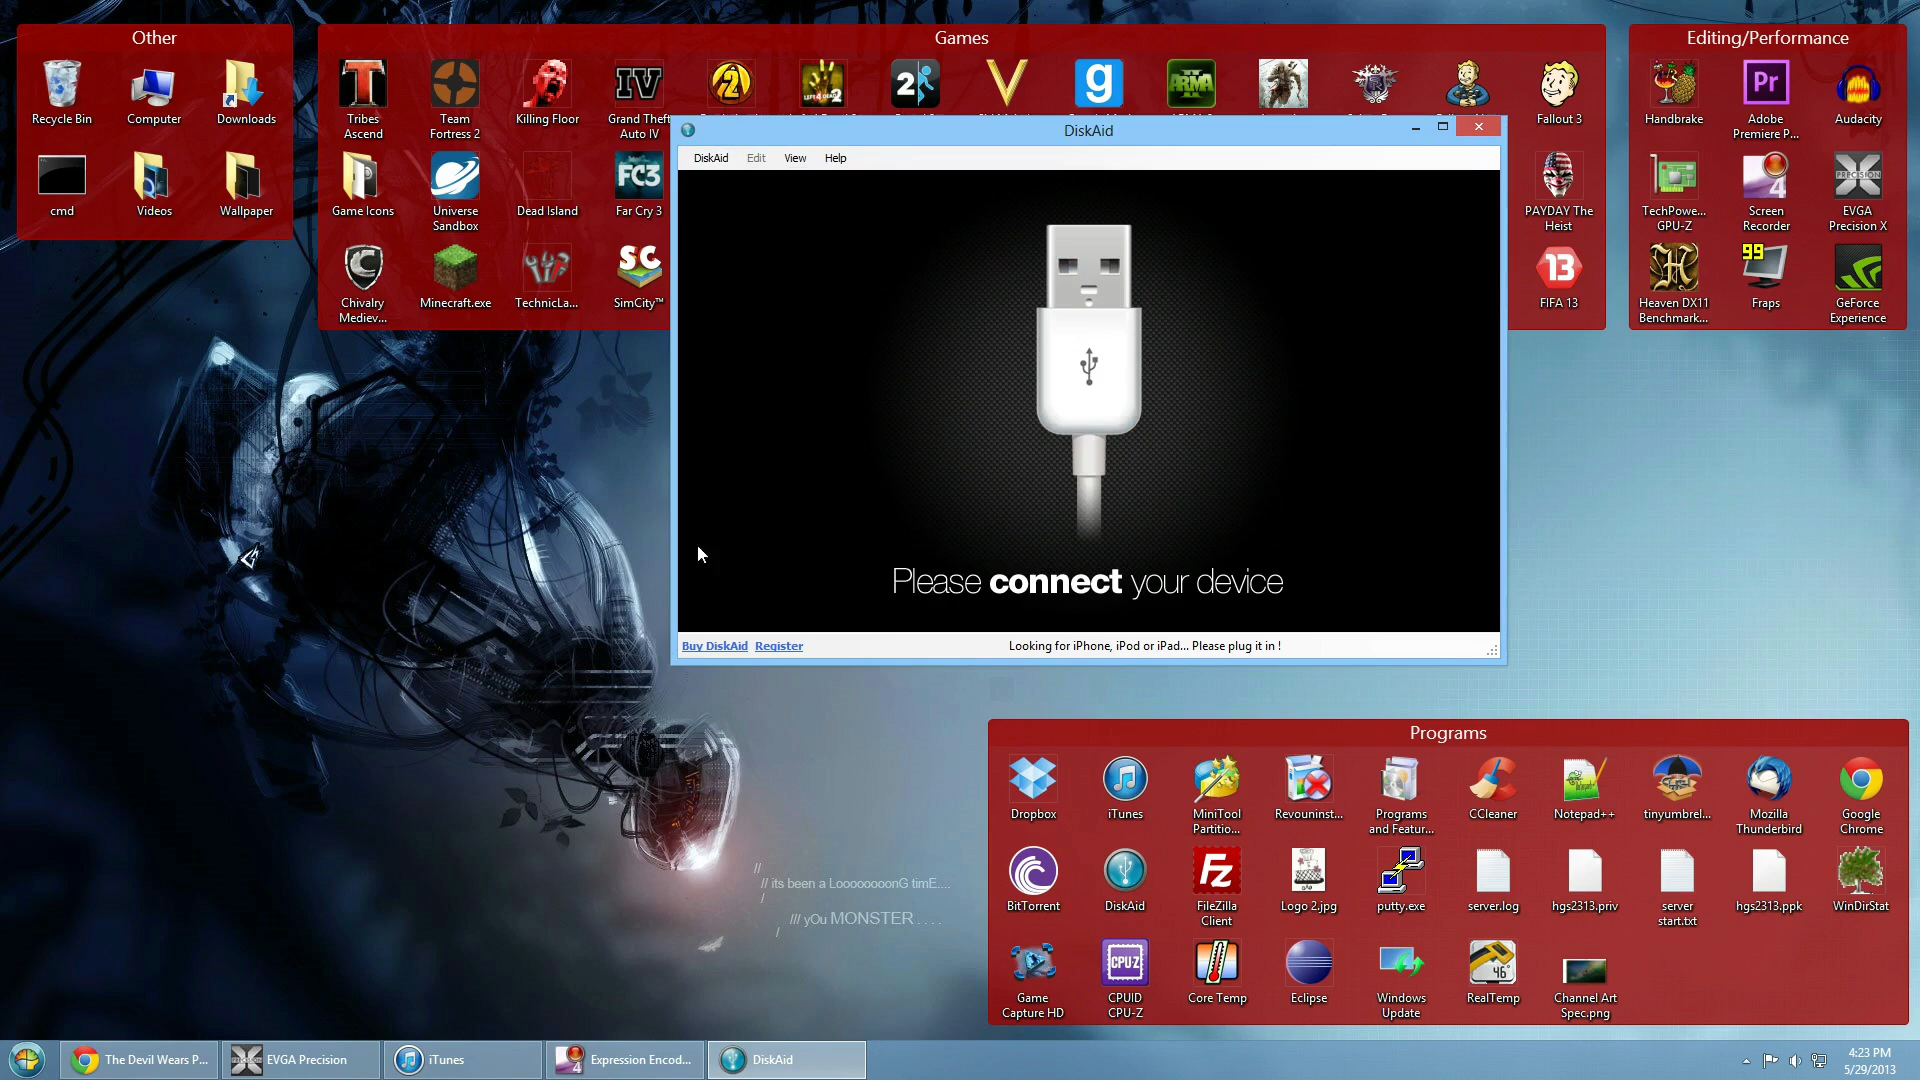 Other
Recycle Bin
Computer
Downloads
cmd
Videos
Wallpaper
Games
Tribes
Ascend
Team
Fortress 2
Killing Floor
Grand Theft
Auto IV
Fallout 3
Game Icons
Universe
Sandbox
Dead Island
Far Cry 3
PAYDAY The
Heist
Chivalry
Mediev...
Minecraft.exe
TechnicLa...
SimCity™
FIFA 13
Editing/Performance
Handbrake
Adobe
Premiere P...
Audacity
TechPowe...
GPU-Z
Screen
Recorder
EVGA
Precision X
Heaven DX11
Benchmark...
Fraps
GeForce
Experience
DiskAid
DiskAid Edit View Help
Please connect your device
Buy DiskAid Register
Looking for iPhone, iPod or iPad... Please plug it in !
//
// its been a LoooooooonG timE....
/
/// yOu MONSTER . . . .
/
Programs
Dropbox
iTunes
MiniTool
Partitio...
Revouninst...
Programs
and Featur...
CCleaner
Notepad++
tinyumbrel...
Mozilla
Thunderbird
Google
Chrome
BitTorrent
DiskAid
FileZilla
Client
Logo 2.jpg
putty.exe
server.log
hgs2313.priv
server
start.txt
hgs2313.ppk
WinDirStat
Game
Capture HD
CPUID
CPU-Z
Core Temp
Eclipse
Windows
Update
RealTemp
Channel Art
Spec.png
The Devil Wears P...
EVGA Precision
iTunes
Expression Encod...
DiskAid
4:23 PM
5/29/2013